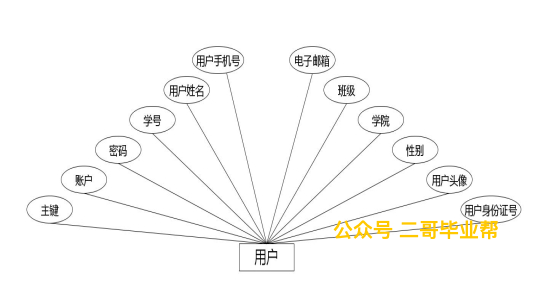 用户手机号
电子邮箱
用户姓名
班级
学号
学院
密码
性别
账户
用户头像
主键
用户身份证号
公众号 二哥毕业帮
用户